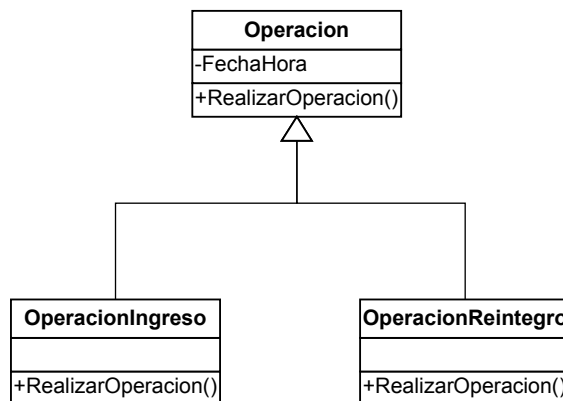 Operacion
-FechaHora
+RealizarOperacion()
OperacionIngreso
+RealizarOperacion()
OperacionReintegro
+RealizarOperacion()